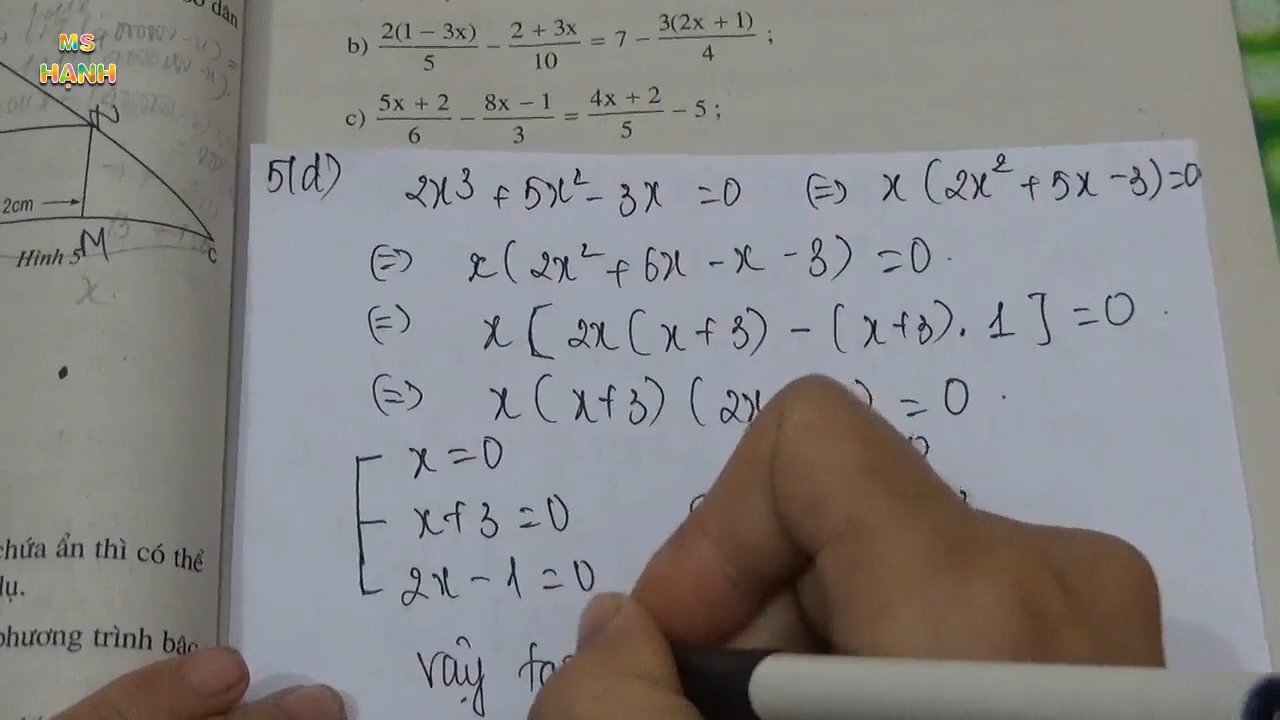 MS
HẠNH
N
2cm
M
C
Hình 5
x
chứa ẩn thì có thể
phương trình bậc
b) 2(1 − 3x)/5 − (2 + 3x)/10 = 7 − 3(2x + 1)/4 ;
c) (5x + 2)/6 − (8x − 1)/3 = (4x + 2)/5 − 5 ;
5(d) 2x³ + 5x² − 3x = 0 (=) x (2x² + 5x − 3) = 0
(=) x ( 2x² + 6x − x − 3 ) = 0 .
(=) x [ 2x ( x + 3 ) − ( x + 3 ) . 1 ] = 0 .
(=) x ( x + 3 ) ( 2x ) = 0 .
x = 0
x + 3 = 0
2x − 1 = 0
vậy